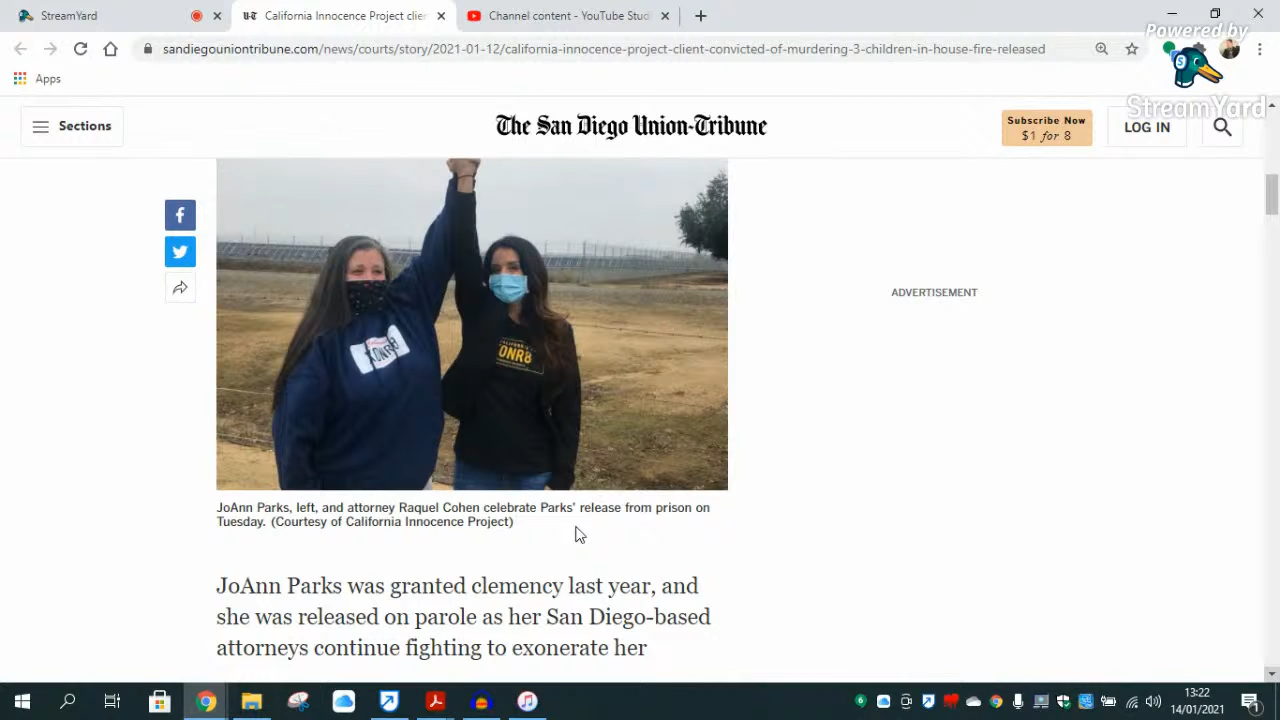 StreamYard
California Innocence Project clie
Channel content - YouTube Stud
Powered by
sandiegouniontribune.com/news/courts/story/2021-01-12/california-innocence-project-client-convicted-of-murdering-3-children-in-house-fire-released
Apps
StreamYard
Sections
The San Diego Union-Tribune
Subscribe Now
$1 for 8
LOG IN
ADVERTISEMENT
XONR8
XONR8
JoAnn Parks, left, and attorney Raquel Cohen celebrate Parks' release from prison on
Tuesday. (Courtesy of California Innocence Project)
JoAnn Parks was granted clemency last year, and
she was released on parole as her San Diego-based
attorneys continue fighting to exonerate her
13:22
14/01/2021